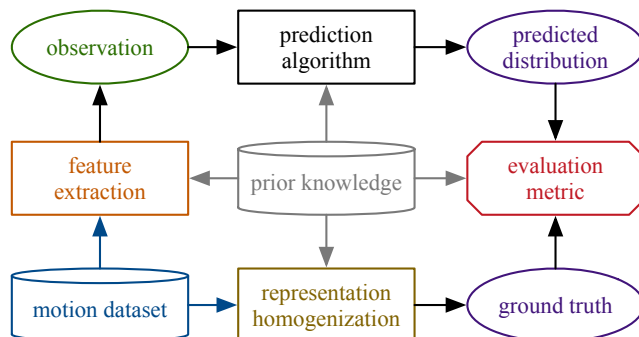 observation
prediction
algorithm
predicted
distribution
feature
extraction
prior knowledge
evaluation
metric
motion dataset
representation
homogenization
ground truth